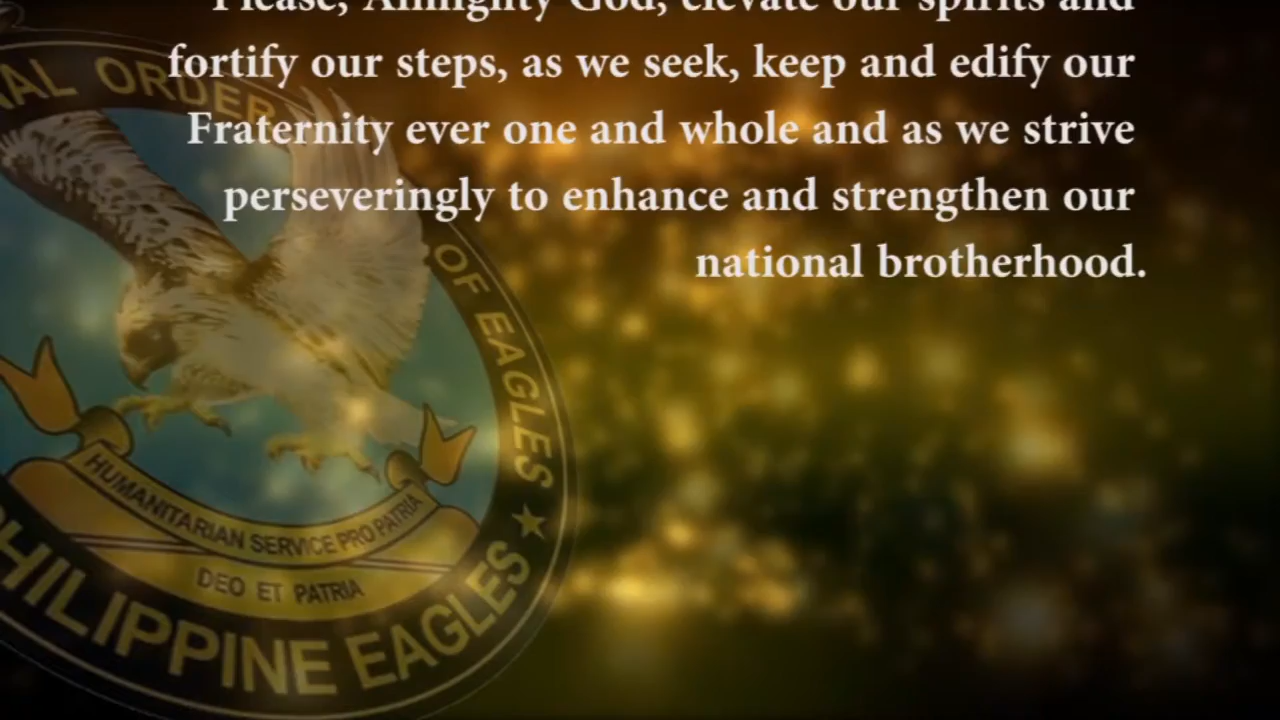 Please, Almighty God, elevate our spirits and
fortify our steps, as we seek, keep and edify our
Fraternity ever one and whole and as we strive
perseveringly to enhance and strengthen our
national brotherhood.
ORDER OF EAGLES
HUMANITARIAN SERVICE PRO PATRIA
DEO ET PATRIA
PHILIPPINE EAGLES